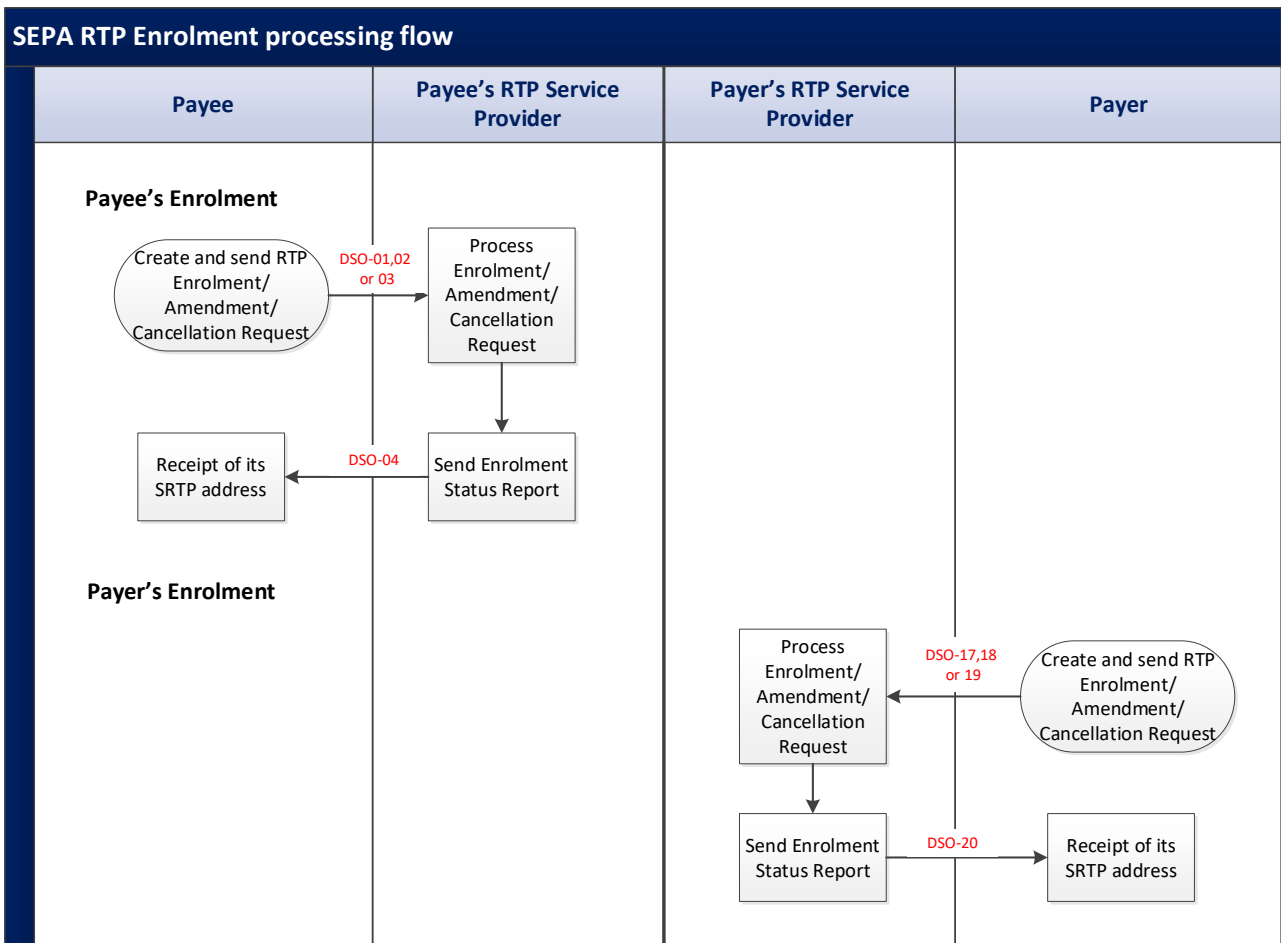 SEPA RTP Enrolment processing flow
Payee
Payee’s RTP Service
Provider
Payer’s RTP Service
Provider
Payer
Payee’s Enrolment
Create and send RTP
Enrolment/
Amendment/
Cancellation Request
DSO-01,02
or 03
Process
Enrolment/
Amendment/
Cancellation
Request
Receipt of its
SRTP address
DSO-04
Send Enrolment
Status Report
Payer’s Enrolment
Process
Enrolment/
Amendment/
Cancellation
Request
DSO-17,18
or 19
Create and send RTP
Enrolment/
Amendment/
Cancellation Request
Send Enrolment
Status Report
DSO-20
Receipt of its
SRTP address